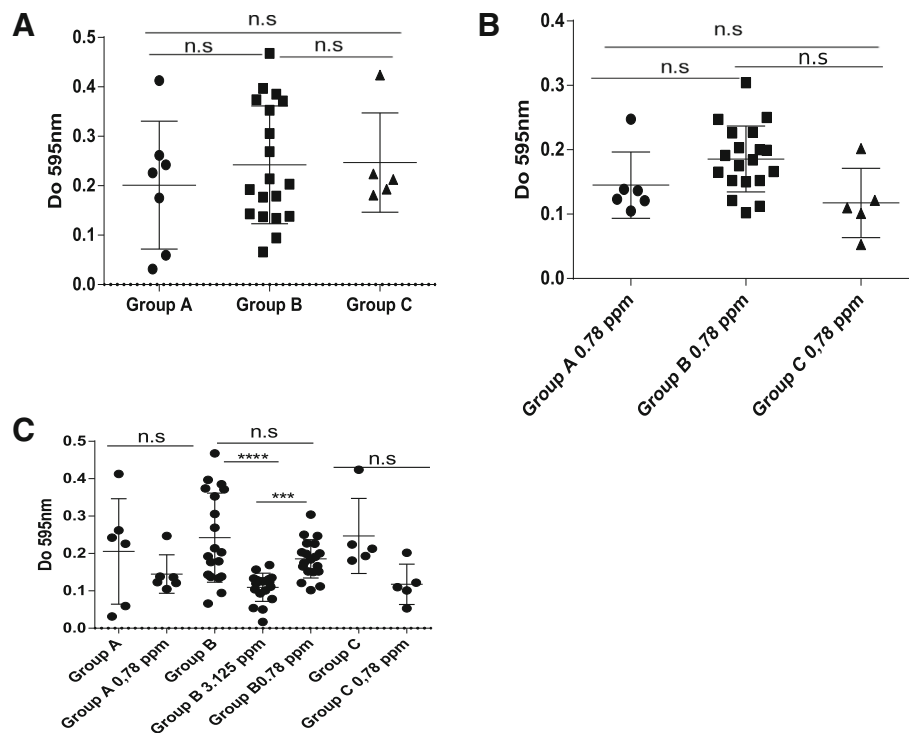 A
n.s
n.s
n.s
Do 595nm
0.5
0.4
0.3
0.2
0.1
0.0
Group A
Group B
Group C
B
n.s
n.s
n.s
Do 595nm
0.4
0.3
0.2
0.1
0.0
Group A 0.78 ppm
Group B 0.78 ppm
Group C 0,78 ppm
C
n.s
n.s
n.s
****
***
Do 595nm
0.5
0.4
0.3
0.2
0.1
0.0
Group A
Group A 0,78 ppm
Group B
Group B 3.125 ppm
Group B0.78 ppm
Group C
Group C 0,78 ppm